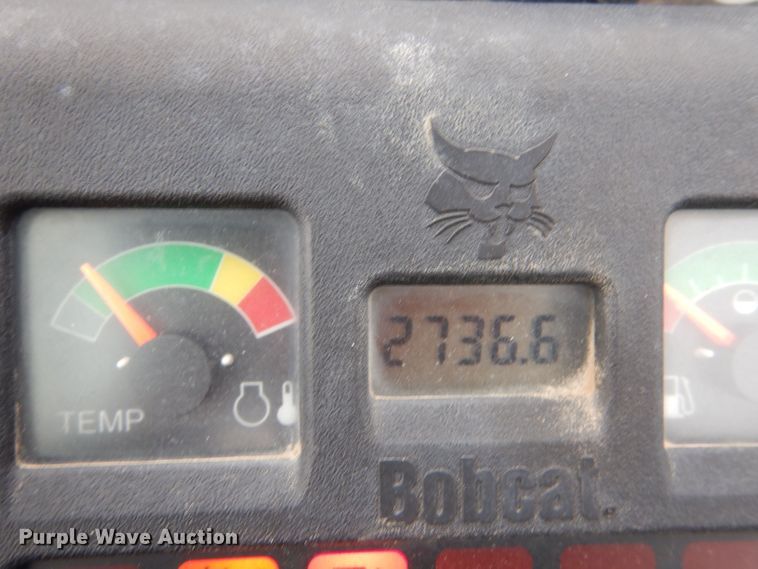 2736.6
TEMP
Bobcat.
Purple Wave Auction